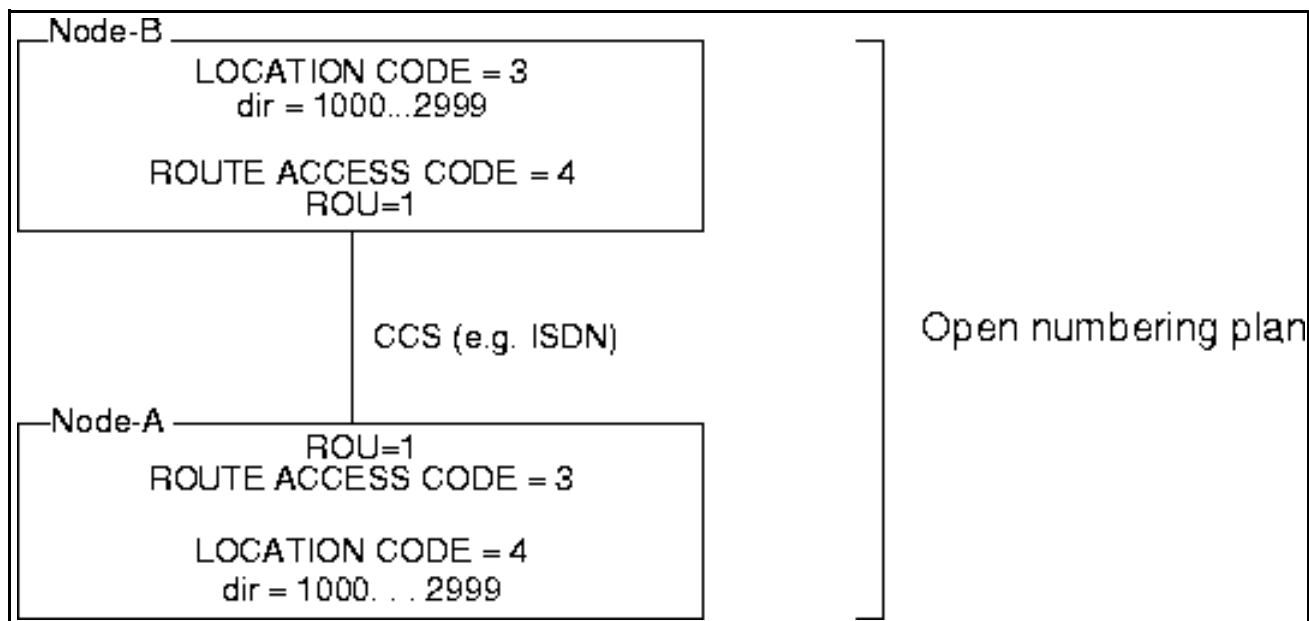 Node-B
LOCATION CODE = 3
dir = 1000...2999
ROUTE ACCESS CODE = 4
ROU=1
CCS (e.g. ISDN)
Open numbering plan
Node-A
ROU=1
ROUTE ACCESS CODE = 3
LOCATION CODE = 4
dir = 1000. . . 2999